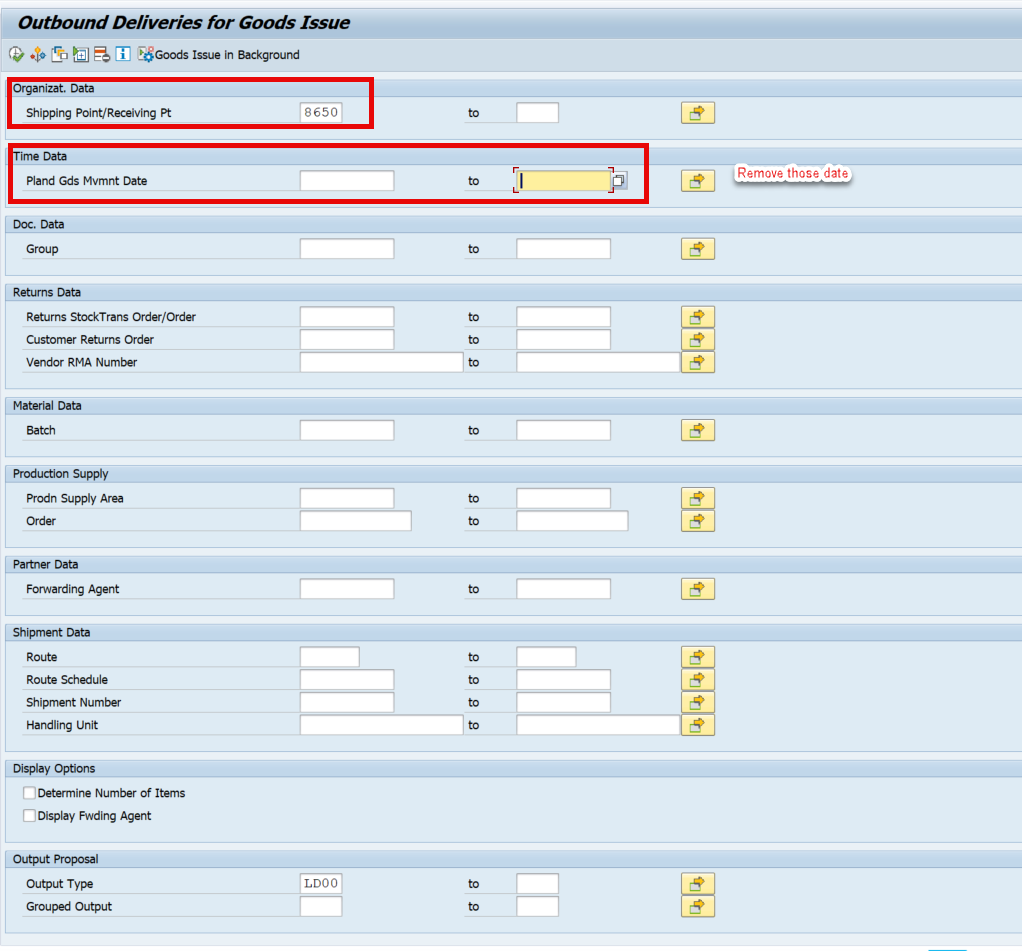 Outbound Deliveries for Goods Issue
Goods Issue in Background
Organizat. Data
Shipping Point/Receiving Pt 8650 to
Time Data
Pland Gds Mvmnt Date to
Remove those date
Doc. Data
Group to
Returns Data
Returns StockTrans Order/Order to
Customer Returns Order to
Vendor RMA Number to
Material Data
Batch to
Production Supply
Prodn Supply Area to
Order to
Partner Data
Forwarding Agent to
Shipment Data
Route to
Route Schedule to
Shipment Number to
Handling Unit to
Display Options
Determine Number of Items
Display Fwding Agent
Output Proposal
Output Type LD00 to
Grouped Output to